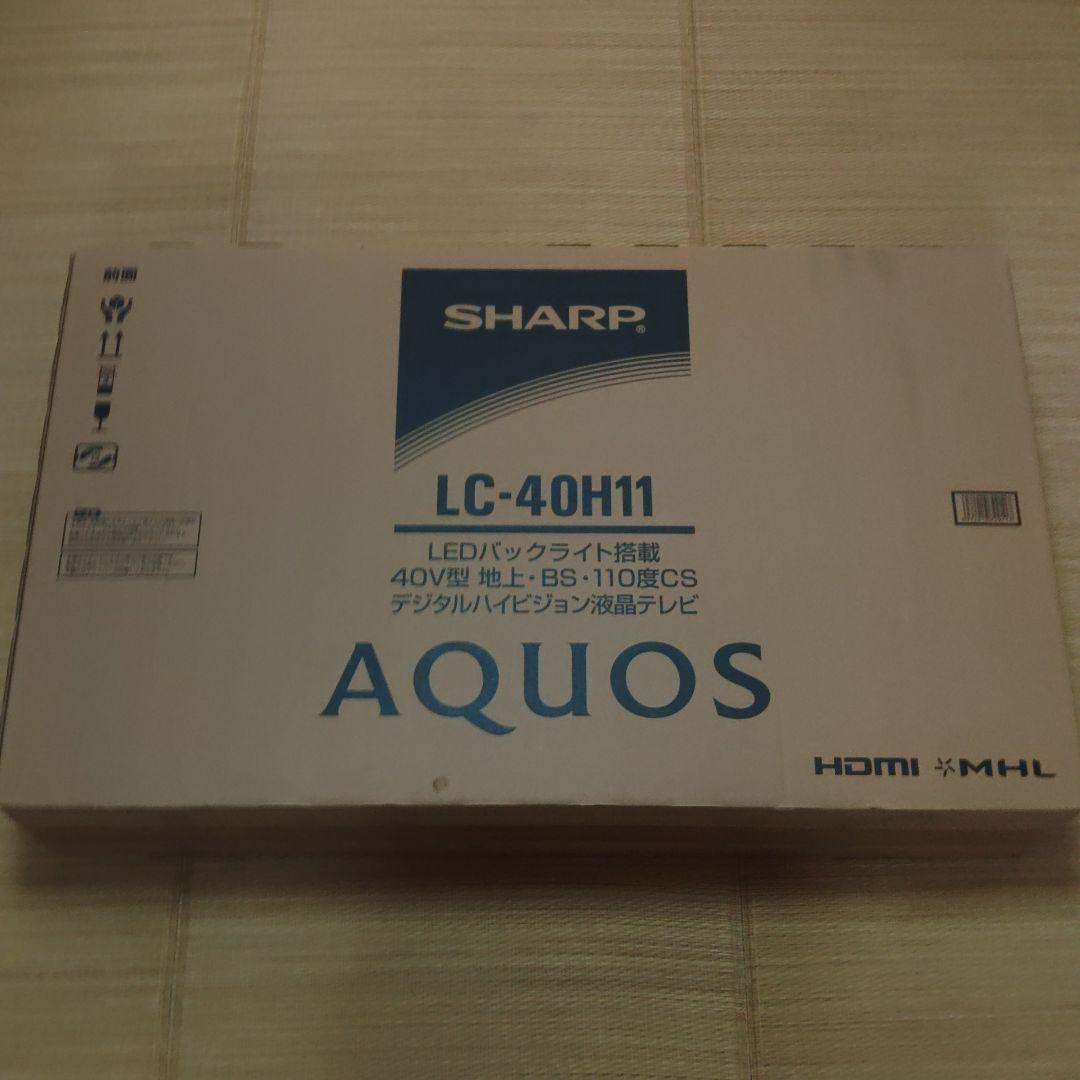 前面
SHARP®
LC-40H11
LEDバックライト搭載
40V型 地上・BS・110度CS
デジタルハイビジョン液晶テレビ
AQUOS
HDMI MHL